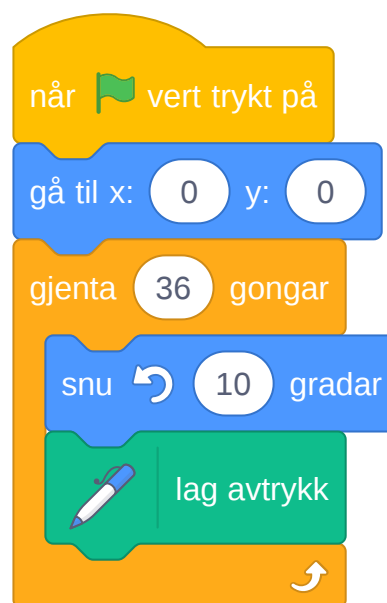 når vert trykt på
gå til x: 0 y: 0
gjenta 36 gongar
snu 10 gradar
lag avtrykk